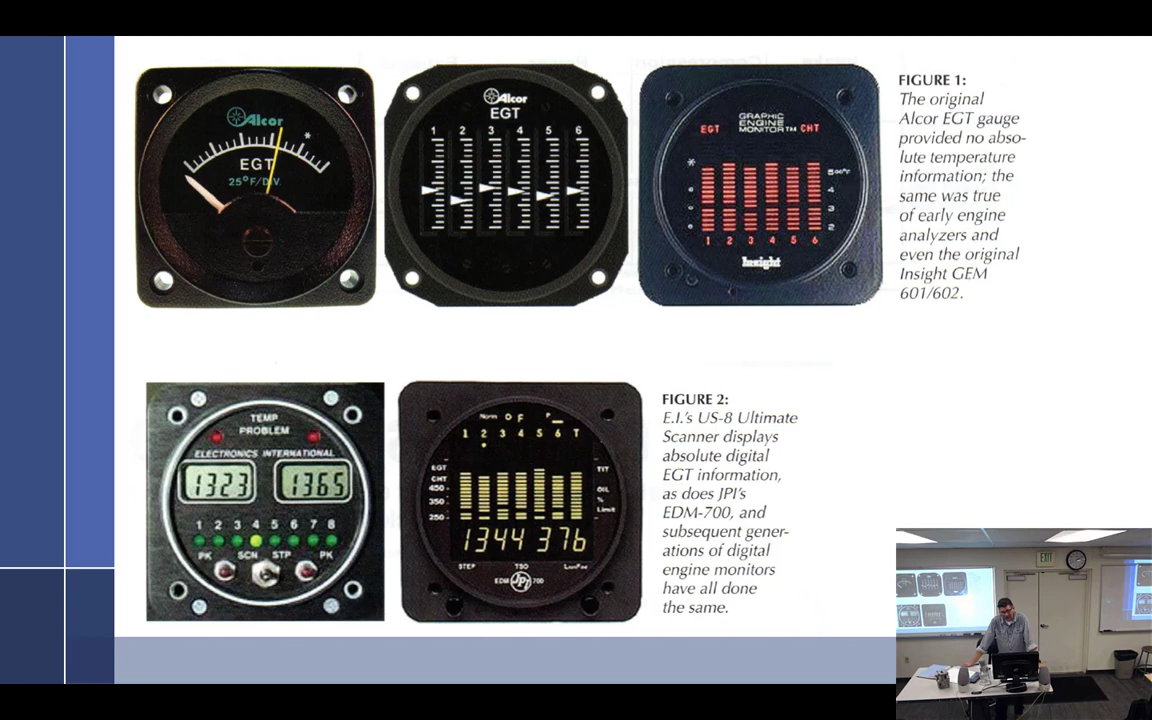 Alcor
*
EGT
25°F/DIV.
Alcor
EGT
1 2 3 4 5 6
GRAPHIC
ENGINE
MONITOR™
EGT CHT
*
4
3
2
1 2 3 4 5 6
Insight
FIGURE 1:
The original
Alcor EGT gauge
provided no abso-
lute temperature
information; the
same was true
of early engine
analyzers and
even the original
Insight GEM
601/602.
TEMP
PROBLEM
ELECTRONICS INTERNATIONAL
1323 1365
1 2 3 4 5 6 7 8
PK SCN STP PK
Norm O F
1 2 3 4 5 6 T
EGT
CHT
450
350
250
TIT
OIL
%
Limit
1344 376
STEP TSO
EDM JPI 700
FIGURE 2:
E.I.'s US-8 Ultimate
Scanner displays
absolute digital
EGT information,
as does JPI's
EDM-700, and
subsequent gener-
ations of digital
engine monitors
have all done
the same.
EXIT